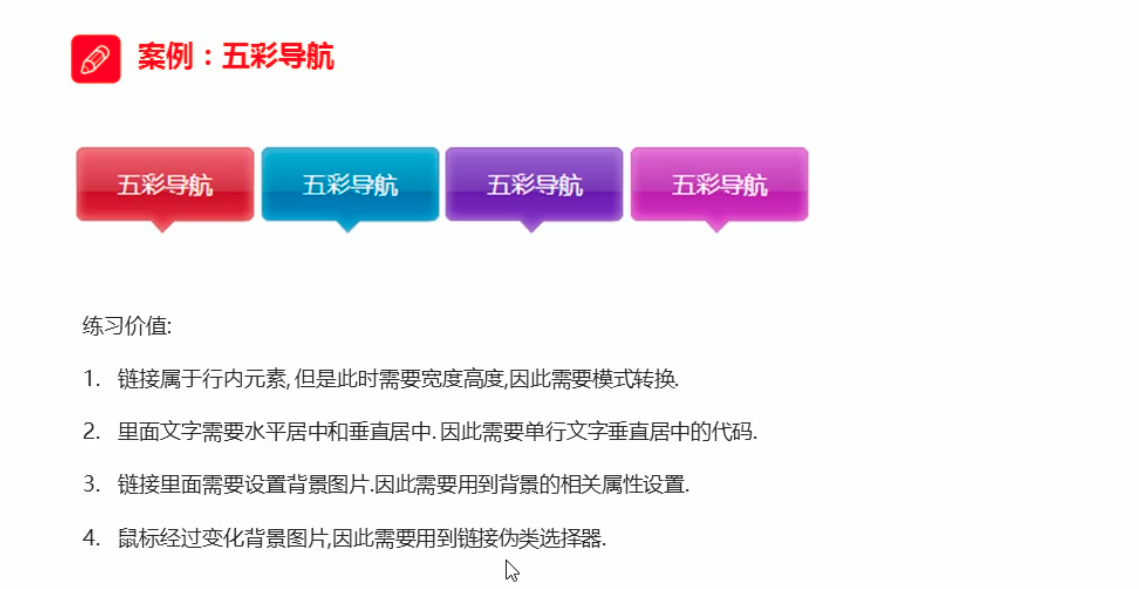 案例：五彩导航
五彩导航 五彩导航 五彩导航 五彩导航
练习价值:
1. 链接属于行内元素, 但是此时需要宽度高度,因此需要模式转换.
2. 里面文字需要水平居中和垂直居中. 因此需要单行文字垂直居中的代码.
3. 链接里面需要设置背景图片.因此需要用到背景的相关属性设置.
4. 鼠标经过变化背景图片,因此需要用到链接伪类选择器.